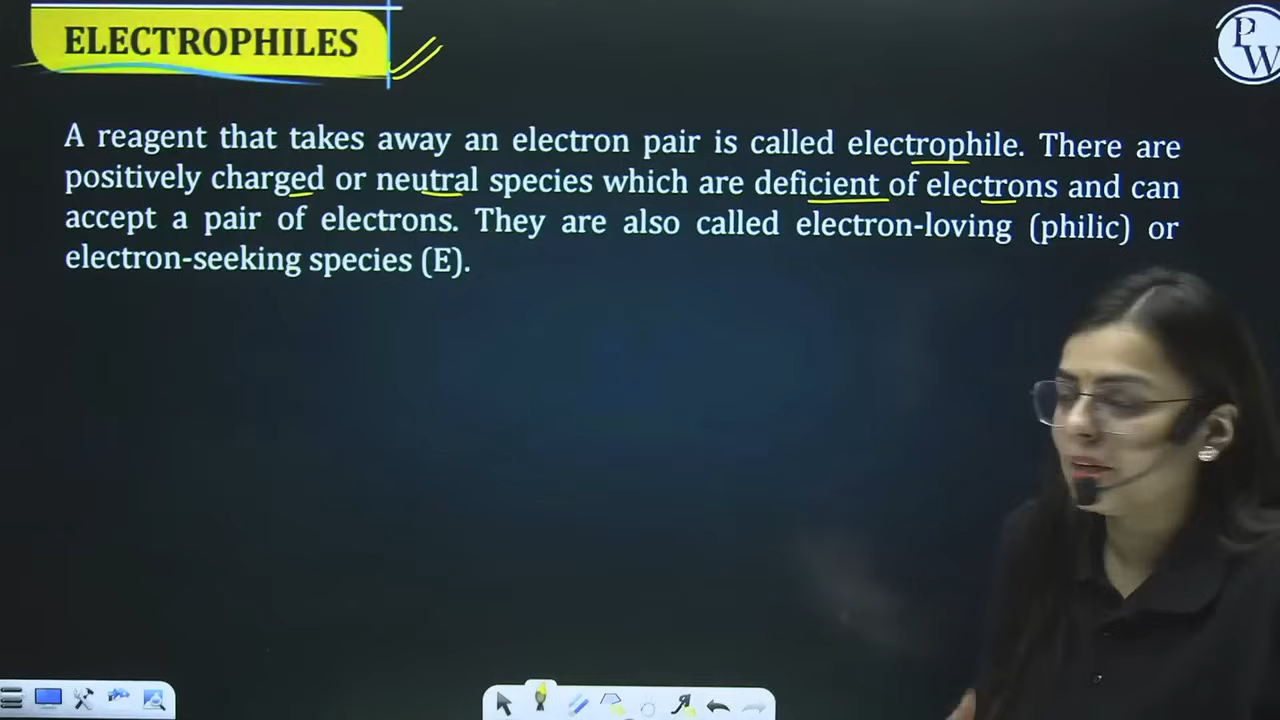 ELECTROPHILES
PW
A reagent that takes away an electron pair is called electrophile. There are
positively charged or neutral species which are deficient of electrons and can
accept a pair of electrons. They are also called electron-loving (philic) or
electron-seeking species (E).